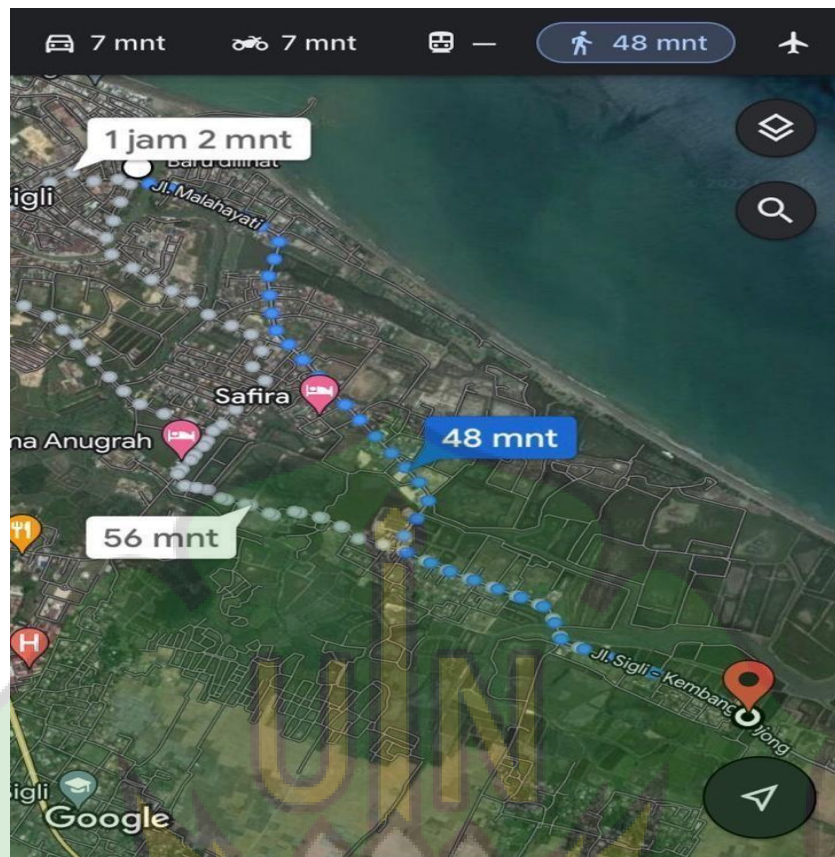 7 mnt
7 mnt
—
48 mnt
1 jam 2 mnt
Baru dilihat
igli
Jl. Malahayati
Safira
na Anugrah
48 mnt
56 mnt
H
Jl. Sigli - Kembang
jong
UIN
igli
Google